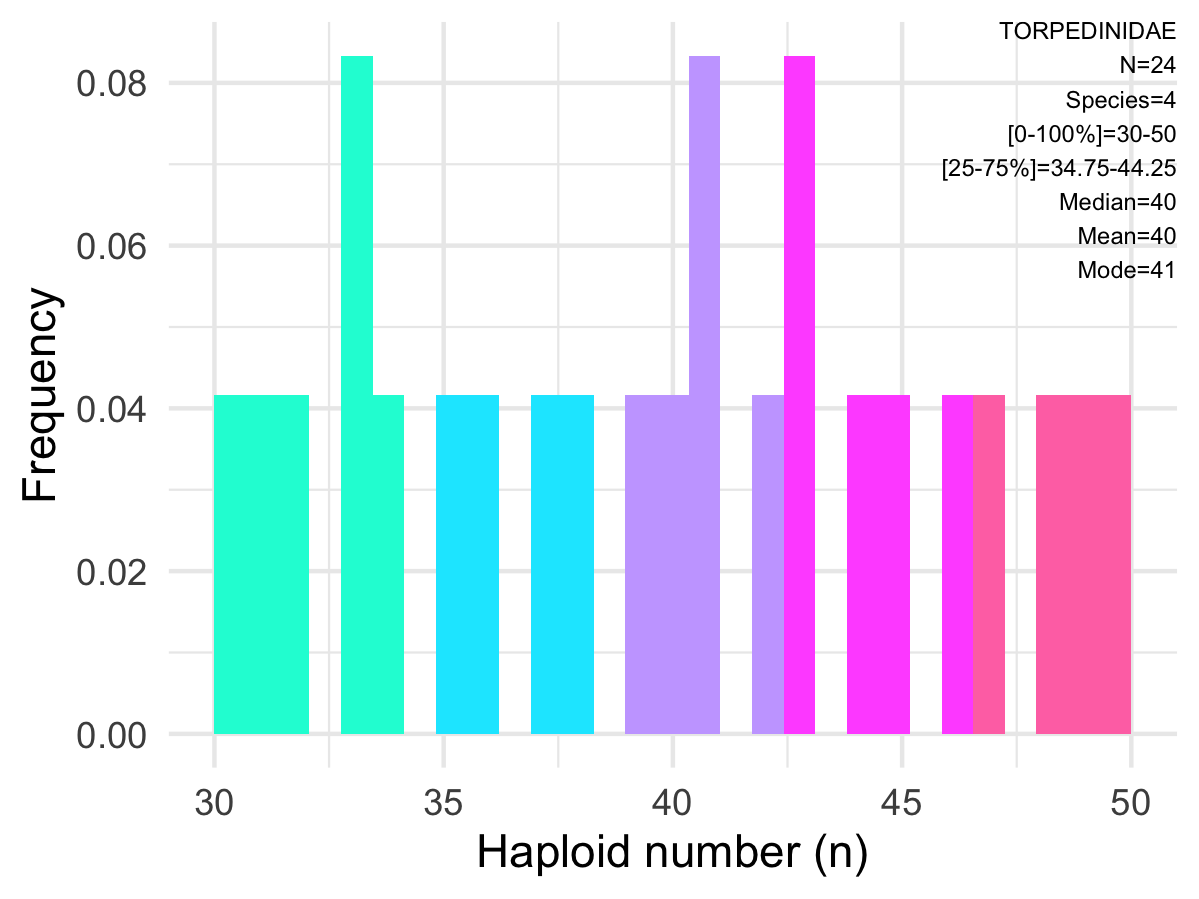 TORPEDINIDAE
N=24
Species=4
[0-100%]=30-50
[25-75%]=34.75-44.25
Median=40
Mean=40
Mode=41
Frequency
0.08
0.06
0.04
0.02
0.00
30 35 40 45 50
Haploid number (n)